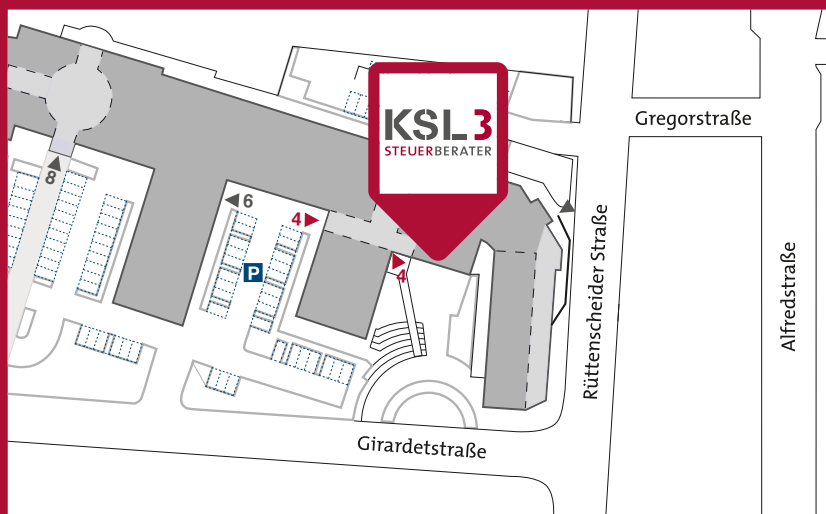 KSL3
STEUERBERATER
Gregorstraße
8
6
4
4
P
Rüttenscheider Straße
Alfredstraße
Girardetstraße